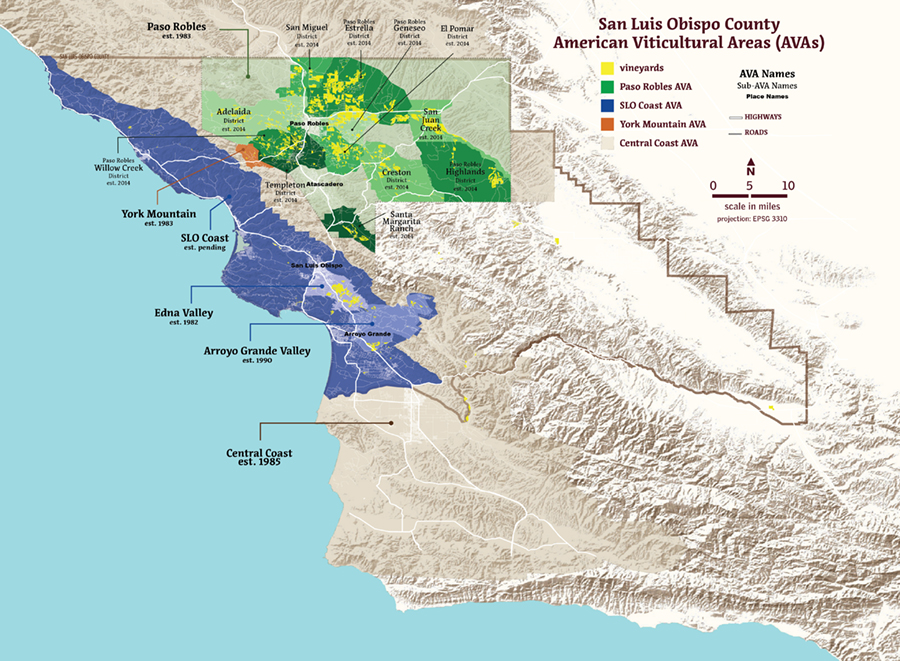 San Luis Obispo County
American Viticultural Areas (AVAs)
vineyards
Paso Robles AVA
SLO Coast AVA
York Mountain AVA
Central Coast AVA
AVA Names
Sub-AVA Names
Place Names
HIGHWAYS
ROADS
N
0 5 10
scale in miles
projection: EPSG 3310
Paso Robles
est. 1983
San Miguel
District
est. 2014
Paso Robles
Estrella
District
est. 2014
Paso Robles
Geneseo
District
est. 2014
El Pomar
District
est. 2014
SAN LUIS OBISPO COUNTY
Adelaida
District
est. 2014
Paso Robles
San
Juan
Creek
est. 2014
Paso Robles
Willow Creek
District
est. 2014
Templeton
District
est. 2014
Atascadero
Creston
District
est. 2014
Paso Robles
Highlands
District
est. 2014
Santa
Margarita
Ranch
est. 2014
York Mountain
est. 1983
SLO Coast
est. pending
San Luis Obispo
Edna Valley
est. 1982
Arroyo Grande
Arroyo Grande Valley
est. 1990
Central Coast
est. 1985